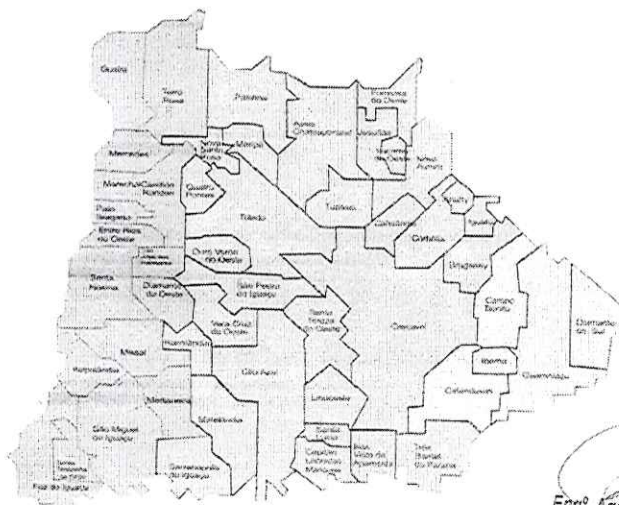 Guaíra
Terra
Roxa
Palotina
Formosa
do Oeste
Assis
Chateaubriand
Jesuítas
Nova
Santa
Rosa
Maripá
Iracema
do Oeste
Nova
Aurora
Mercedes
Marechal Cândido
Rondon
Quatro
Pontes
Pato
Bragado
Entre Rios
do Oeste
Toledo
Tupãssi
Cafelândia
Corbélia
Iguatu
Ouro Verde
do Oeste
Braganey
Santa
Helena
Diamante
do Oeste
São Pedro
do Iguaçu
Santa
Tereza
do Oeste
Cascavel
Campo
Bonito
Diamante
do Sul
Vera Cruz
do Oeste
Ramilândia
Missal
Itaipulândia
Céu Azul
Ibema
Guaraniaçu
Catanduvas
Lindoeste
Medianeira
Matelândia
São Miguel
do Iguaçu
Serranópolis
do Iguaçu
Santa
Lúcia
Capitão
Leônidas
Marques
Boa
Vista da
Aparecida
Três
Barras
do Paraná
Foz do Iguaçu
Engº